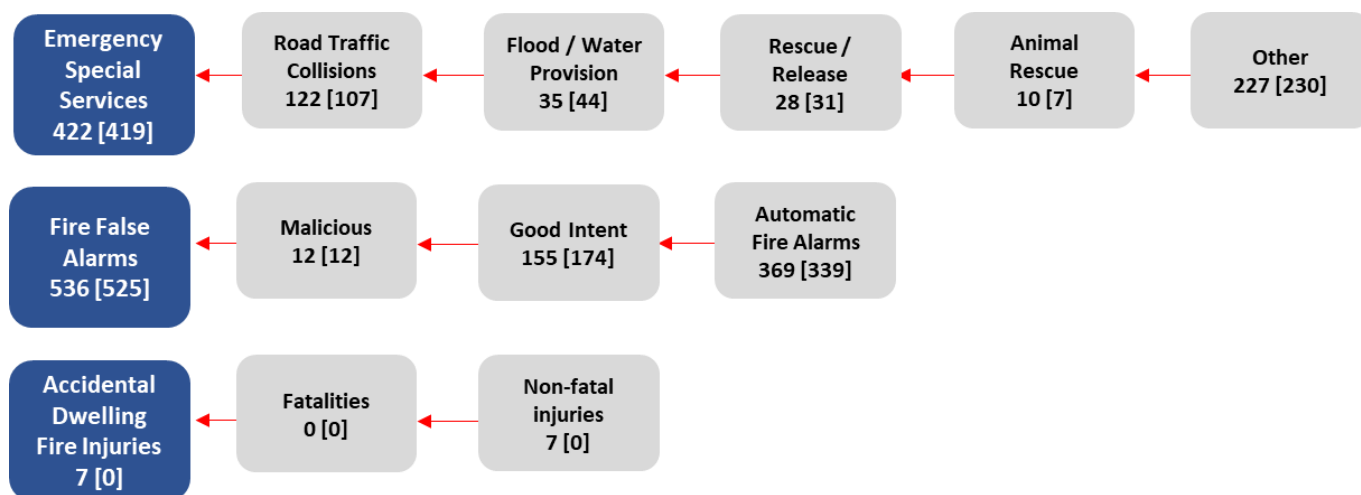 Emergency
Special
Services
422 [419]
Road Traffic
Collisions
122 [107]
Flood / Water
Provision
35 [44]
Rescue /
Release
28 [31]
Animal
Rescue
10 [7]
Other
227 [230]
Fire False
Alarms
536 [525]
Malicious
12 [12]
Good Intent
155 [174]
Automatic
Fire Alarms
369 [339]
Accidental
Dwelling
Fire Injuries
7 [0]
Fatalities
0 [0]
Non-fatal
injuries
7 [0]